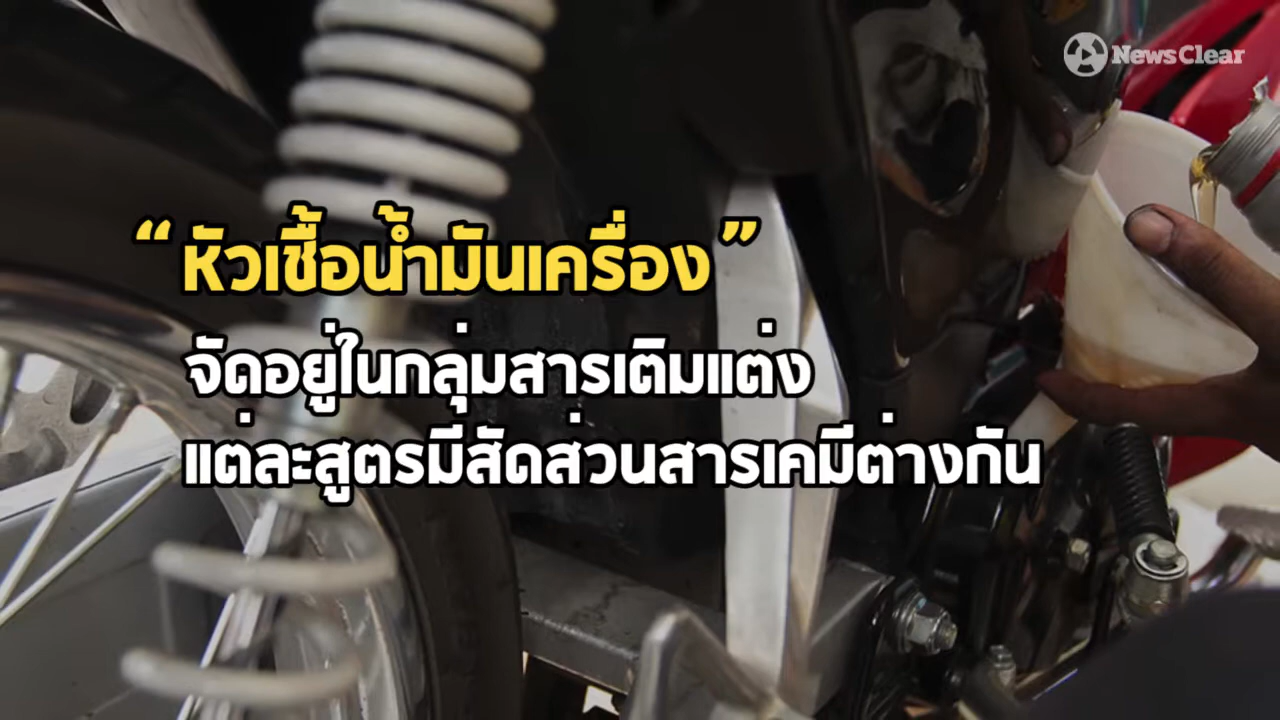 NewsClear
“หัวเชื้อน้ำมันเครื่อง”
จัดอยู่ในกลุ่มสารเติมแต่ง
แต่ละสูตรมีสัดส่วนสารเคมีต่างกัน